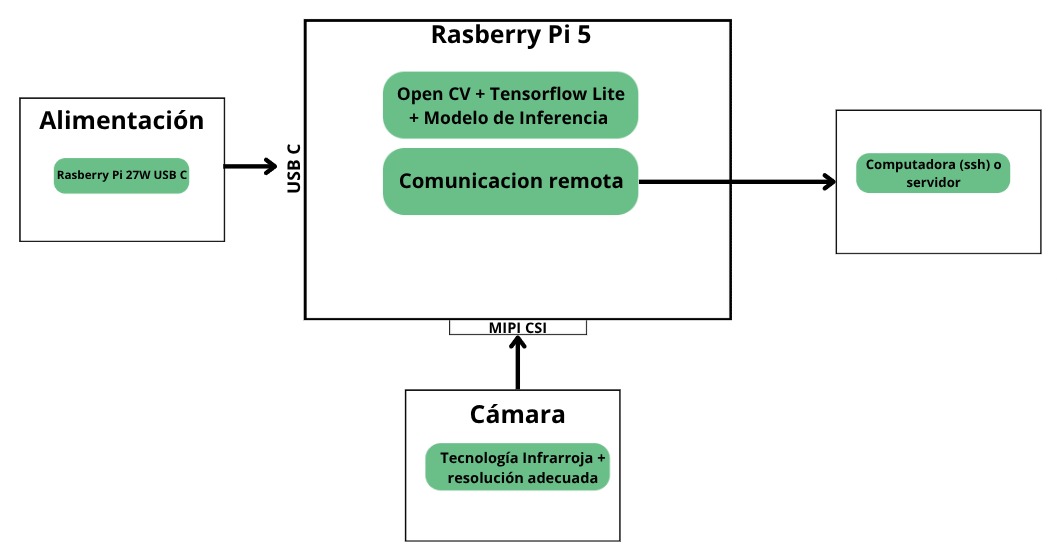 Rasberry Pi 5
Open CV + Tensorflow Lite
+ Modelo de Inferencia
Comunicacion remota
USB C
Alimentación
Rasberry Pi 27W USB C
Computadora (ssh) o
servidor
MIPI CSI
Cámara
Tecnología Infrarroja +
resolución adecuada